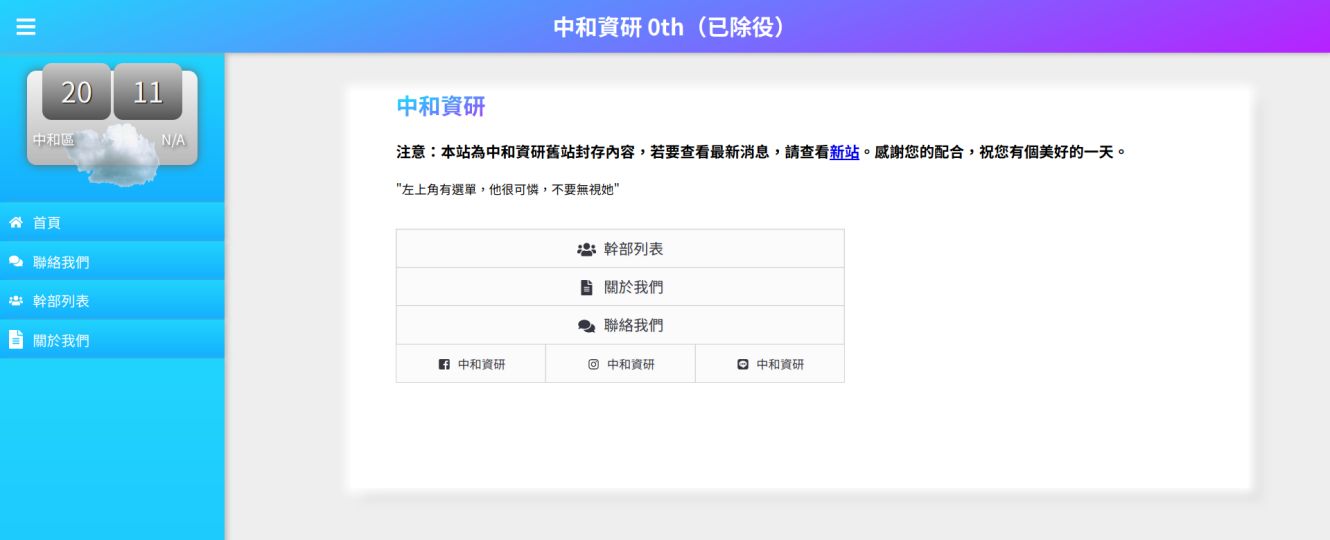 中和資研 0th（已除役）
20 11
中和區 N/A
首頁
聯絡我們
幹部列表
關於我們
中和資研
注意：本站為中和資研舊站封存內容，若要查看最新消息，請查看新站。感謝您的配合，祝您有個美好的一天。
"左上角有選單，他很可憐，不要無視她"
幹部列表
關於我們
聯絡我們
中和資研 中和資研 中和資研